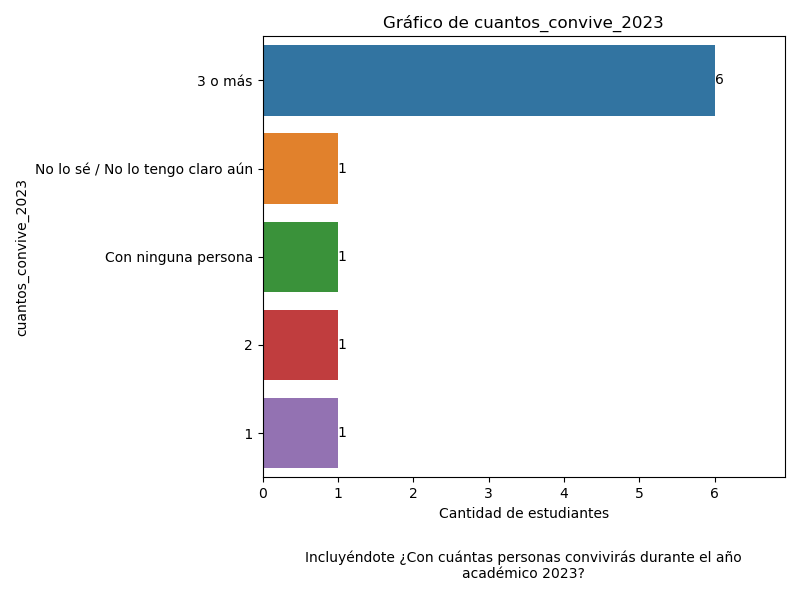 Gráfico de cuantos_convive_2023
cuantos_convive_2023
3 o más
6
No lo sé / No lo tengo claro aún
1
Con ninguna persona
1
2
1
1
1
0 1 2 3 4 5 6
Cantidad de estudiantes
Incluyéndote ¿Con cuántas personas convivirás durante el año
académico 2023?